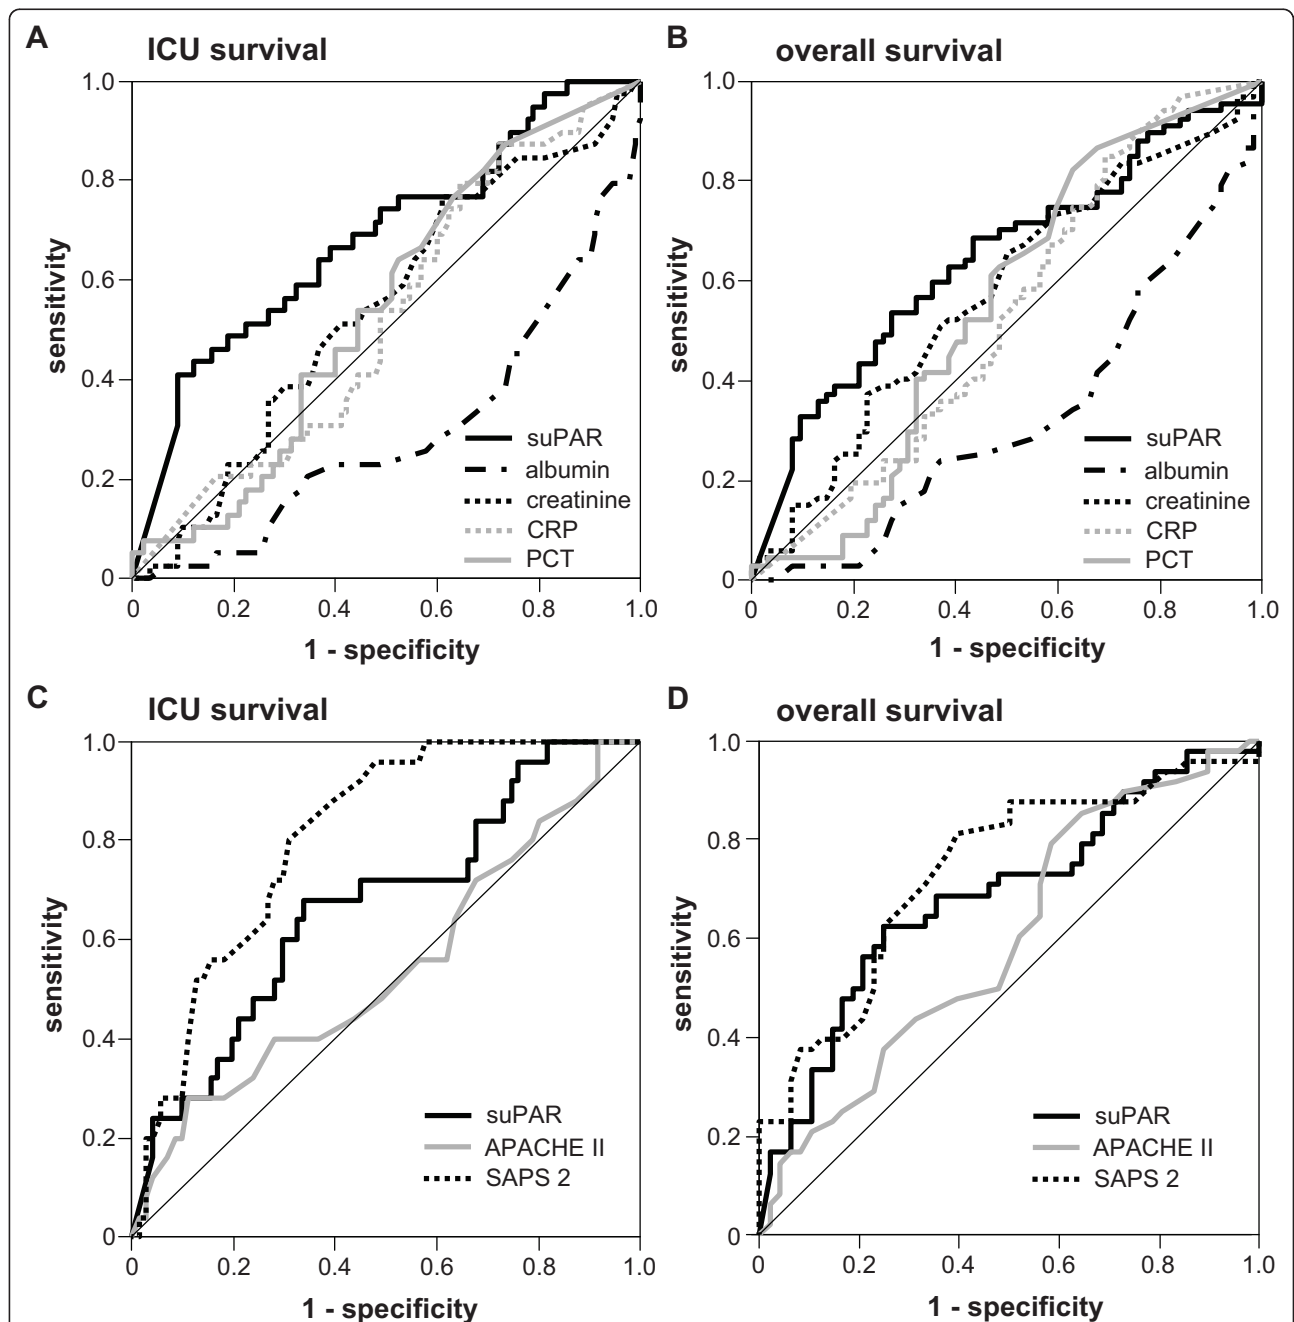 A ICU survival
1.0
0.8
0.6
0.4
0.2
0
sensitivity
suPAR
albumin
creatinine
CRP
PCT
0 0.2 0.4 0.6 0.8 1.0
1 - specificity
B overall survival
1.0
0.8
0.6
0.4
0.2
0
sensitivity
suPAR
albumin
creatinine
CRP
PCT
0 0.2 0.4 0.6 0.8 1.0
1 - specificity
C ICU survival
1.0
0.8
0.6
0.4
0.2
0
sensitivity
suPAR
APACHE II
SAPS 2
0 0.2 0.4 0.6 0.8 1.0
1 - specificity
D overall survival
1.0
0.8
0.6
0.4
0.2
0
sensitivity
suPAR
APACHE II
SAPS 2
0 0.2 0.4 0.6 0.8 1.0
1 - specificity